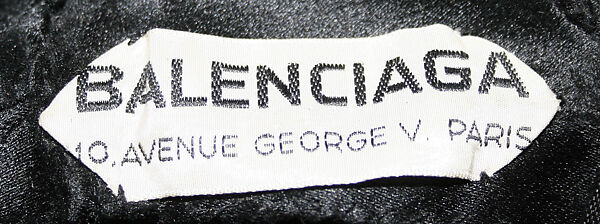 BALENCIAGA
10, AVENUE GEORGE V. PARIS